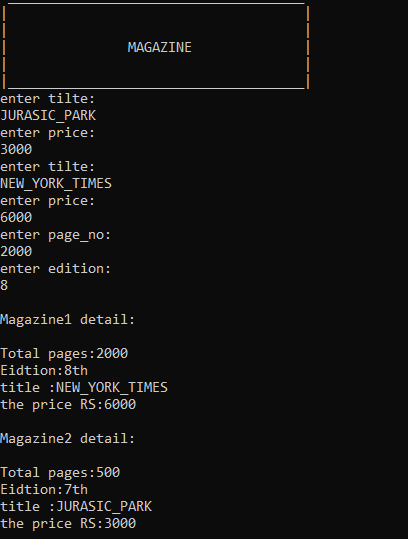 MAGAZINE
enter tilte:
JURASIC_PARK
enter price:
3000
enter tilte:
NEW_YORK_TIMES
enter price:
6000
enter page_no:
2000
enter edition:
8
Magazine1 detail:
Total pages:2000
Eidtion:8th
title :NEW_YORK_TIMES
the price RS:6000
Magazine2 detail:
Total pages:500
Eidtion:7th
title :JURASIC_PARK
the price RS:3000